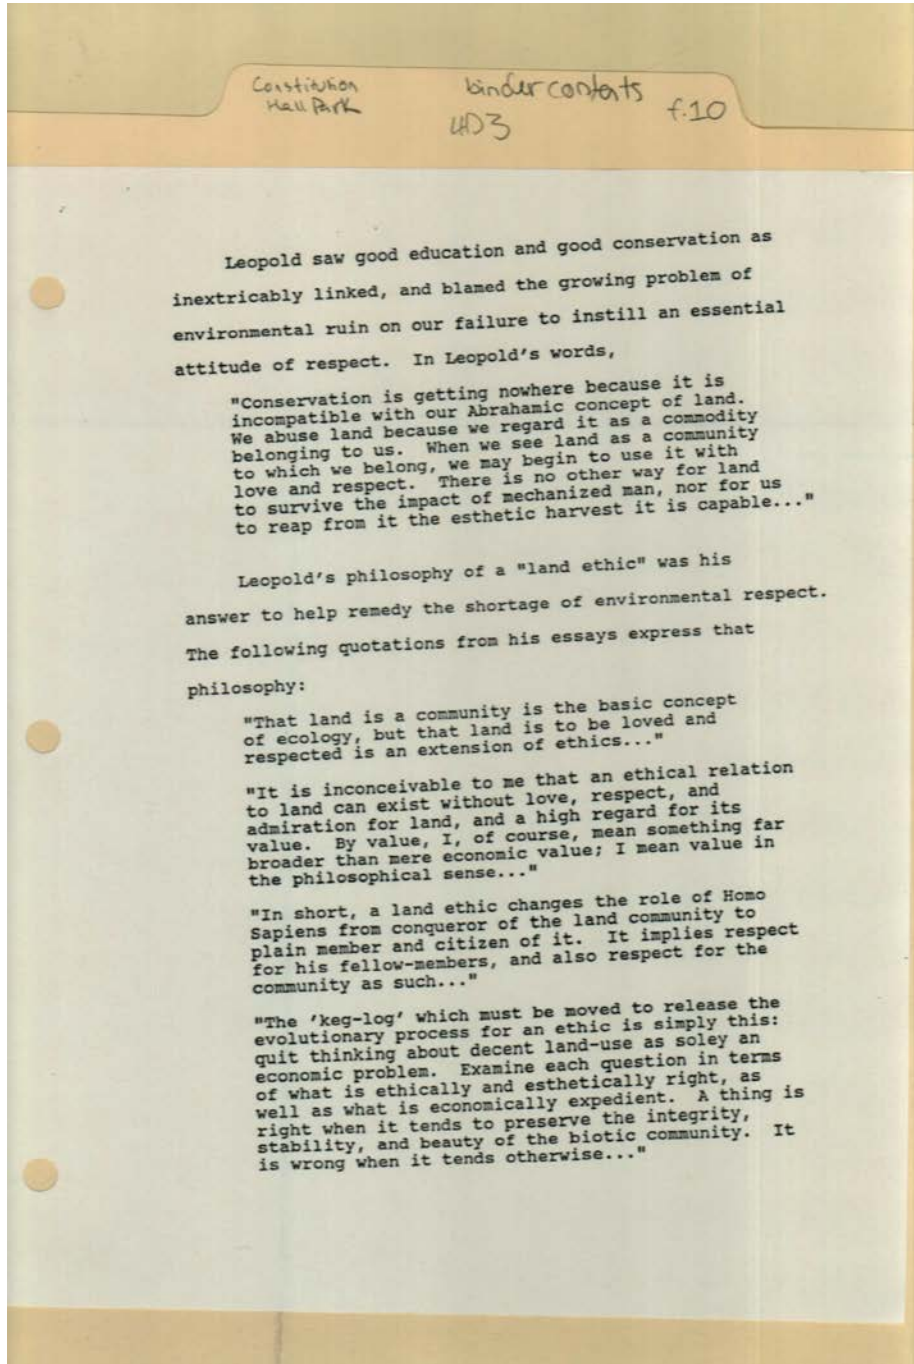 Constitution
Hall Park
binder contents
4D3
f.10
Leopold saw good education and good conservation as
inextricably linked, and blamed the growing problem of
environmental ruin on our failure to instill an essential
attitude of respect.  In Leopold's words,
"Conservation is getting nowhere because it is
incompatible with our Abrahamic concept of land.
We abuse land because we regard it as a commodity
belonging to us.  When we see land as a community
to which we belong, we may begin to use it with
love and respect.  There is no other way for land
to survive the impact of mechanized man, nor for us
to reap from it the esthetic harvest it is capable..."
Leopold's philosophy of a "land ethic" was his
answer to help remedy the shortage of environmental respect.
The following quotations from his essays express that
philosophy:
"That land is a community is the basic concept
of ecology, but that land is to be loved and
respected is an extension of ethics..."
"It is inconceivable to me that an ethical relation
to land can exist without love, respect, and
admiration for land, and a high regard for its
value.  By value, I, of course, mean something far
broader than mere economic value; I mean value in
the philosophical sense..."
"In short, a land ethic changes the role of Homo
Sapiens from conqueror of the land community to
plain member and citizen of it.  It implies respect
for his fellow-members, and also respect for the
community as such..."
"The 'keg-log' which must be moved to release the
evolutionary process for an ethic is simply this:
quit thinking about decent land-use as soley an
economic problem.  Examine each question in terms
of what is ethically and esthetically right, as
well as what is economically expedient.  A thing is
right when it tends to preserve the integrity,
stability, and beauty of the biotic community.  It
is wrong when it tends otherwise..."